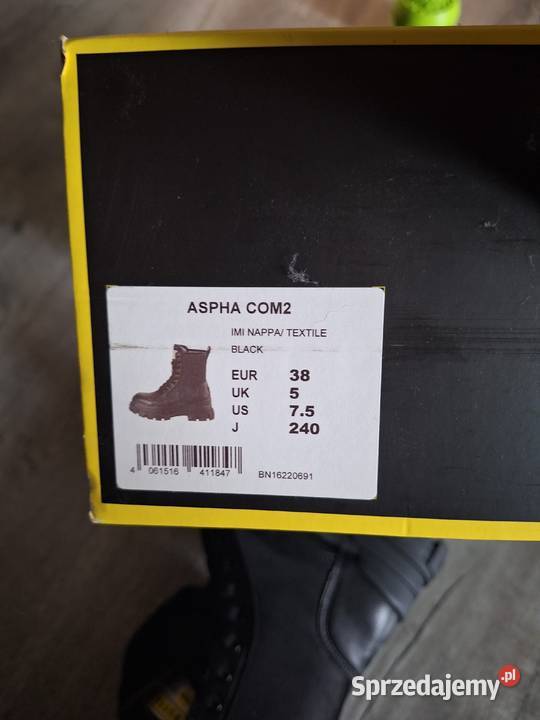 ASPHA COM2
IMI NAPPA/ TEXTILE
BLACK
EUR 38
UK 5
US 7.5
J 240
4 061516 411847
BN16220691
Sprzedajemy.pl